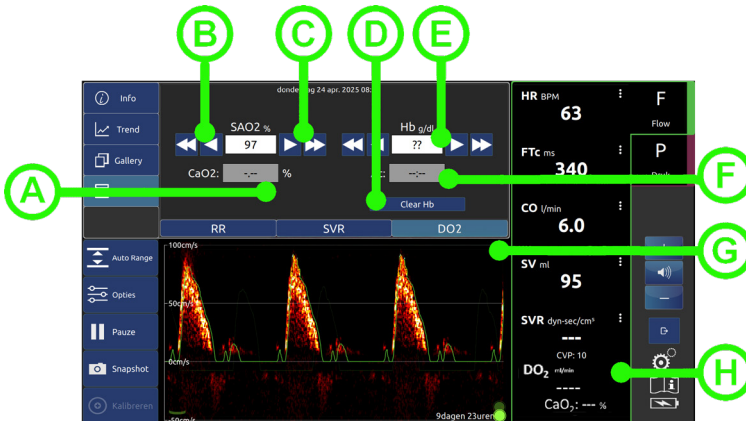 B
C
D
E
donderdag 24 apr. 2025 08:
Info
Trend
Gallery
SAO2 %
97
Hb g/dl
??
CaO2:
-.--
%
--:--
Clear Hb
RR
SVR
DO2
A
F
G
H
Auto Range
Opties
Pauze
Snapshot
Kalibreren
100cm/s
50cm/s
0cm/s
-50cm/s
9dagen 23uren
HR BPM
63
FTc ms
340
CO l/min
6.0
SV ml
95
SVR dyn-sec/cm⁵
---
CVP: 10
DO₂ ml/min
----
CaO₂: --- %
F
Flow
P
+
−